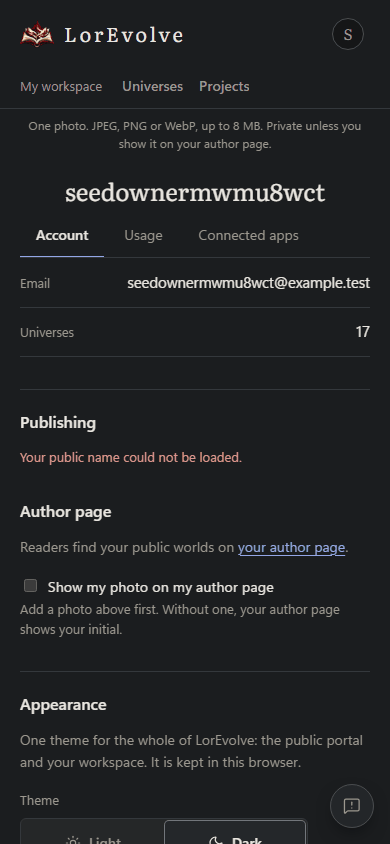 LorEvolve
S
My workspace Universes Projects
One photo. JPEG, PNG or WebP, up to 8 MB. Private unless you
show it on your author page.
seedownermwmu8wct
Account Usage Connected apps
Email seedownermwmu8wct@example.test
Universes 17
Publishing
Your public name could not be loaded.
Author page
Readers find your public worlds on your author page.
Show my photo on my author page
Add a photo above first. Without one, your author page
shows your initial.
Appearance
One theme for the whole of LorEvolve: the public portal
and your workspace. It is kept in this browser.
Theme
Light Dark